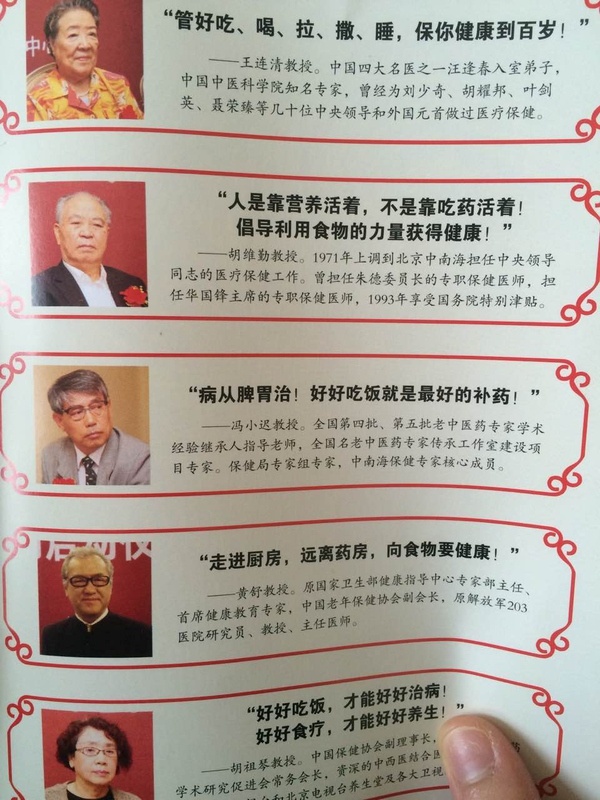 中心
“管好吃、喝、拉、撒、睡，保你健康到百岁！”
——王连清教授。中国四大名医之一汪逢春入室弟子，
中国中医科学院知名专家，曾经为刘少奇、胡耀邦、叶剑
英、聂荣臻等几十位中央领导和外国元首做过医疗保健。
“人是靠营养活着，不是靠吃药活着！
倡导利用食物的力量获得健康！”
——胡维勤教授。1971年上调到北京中南海担任中央领导
同志的医疗保健工作。曾担任朱德委员长的专职保健医师，担
任华国锋主席的专职保健医师，1993年享受国务院特别津贴。
“病从脾胃治！好好吃饭就是最好的补药！”
——冯小迟教授。全国第四批、第五批老中医药专家学术
经验继承人指导老师，全国名老中医药专家传承工作室建设项
目专家。保健局专家组专家，中南海保健专家核心成员。
“走进厨房，远离药房，向食物要健康！”
——黄舒教授。原国家卫生部健康指导中心专家部主任、
首席健康教育专家，中国老年保健协会副会长，原解放军203
医院研究员、教授、主任医师。
“好好吃饭，才能好好治病！
好好食疗，才能好好养生！”
——胡祖琴教授。中国保健协会副理事长，
药
学术研究促进会常务会长，资深的中西医结合医
和北京电视台养生堂及各大卫视